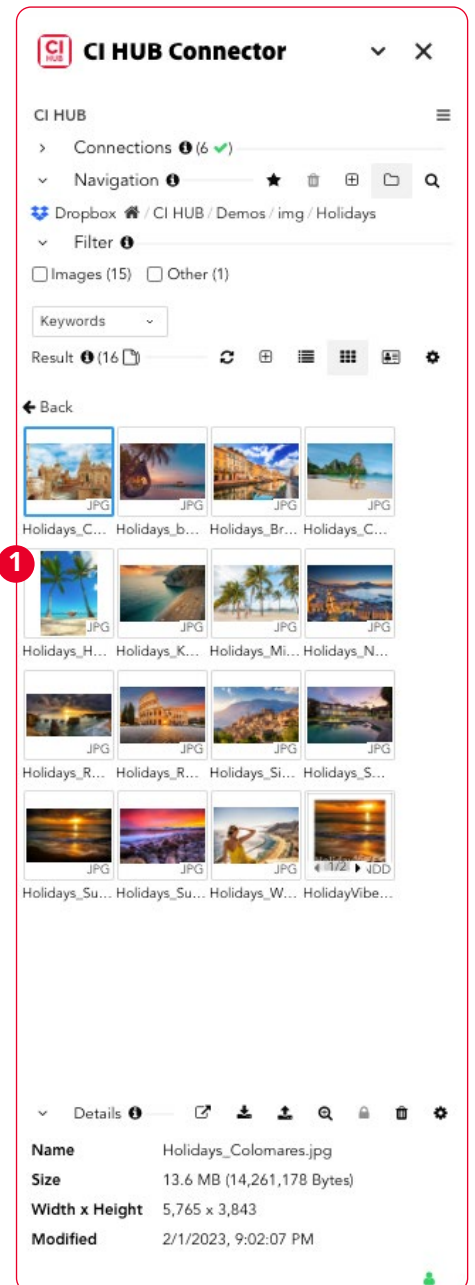 CI HUB CI HUB Connector
CI HUB
Connections (6 ✔)
Navigation
Dropbox / CI HUB / Demos / img / Holidays
Filter
Images (15) Other (1)
Keywords
Result (16)
Back
JPG JPG JPG JPG
Holidays_C... Holidays_b... Holidays_Br... Holidays_C...
1
JPG JPG JPG JPG
Holidays_H... Holidays_K... Holidays_Mi... Holidays_N...
JPG JPG JPG JPG
Holidays_R... Holidays_R... Holidays_Si... Holidays_S...
JPG JPG JPG 1/2 NDD
Holidays_Su... Holidays_Su... Holidays_W... HolidayVibe...
Details
Name Holidays_Colomares.jpg
Size 13.6 MB (14,261,178 Bytes)
Width x Height 5,765 x 3,843
Modified 2/1/2023, 9:02:07 PM